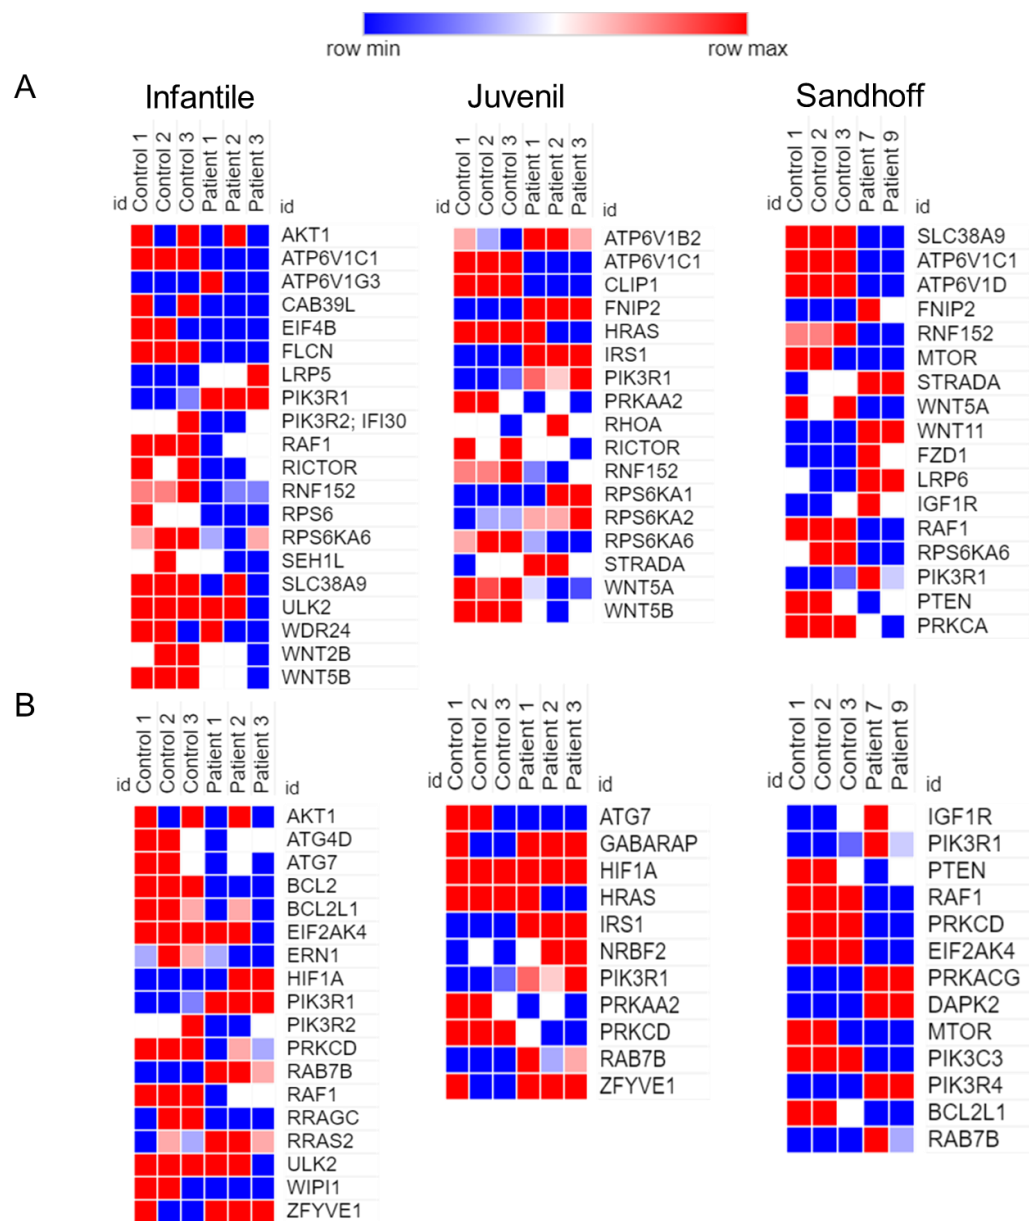 row min row max
A
Infantile Juvenil Sandhoff
id Control 1 Control 2 Control 3 Patient 1 Patient 2 Patient 3 id
AKT1
ATP6V1C1
ATP6V1G3
CAB39L
EIF4B
FLCN
LRP5
PIK3R1
PIK3R2; IFI30
RAF1
RICTOR
RNF152
RPS6
RPS6KA6
SEH1L
SLC38A9
ULK2
WDR24
WNT2B
WNT5B
id Control 1 Control 2 Control 3 Patient 1 Patient 2 Patient 3 id
ATP6V1B2
ATP6V1C1
CLIP1
FNIP2
HRAS
IRS1
PIK3R1
PRKAA2
RHOA
RICTOR
RNF152
RPS6KA1
RPS6KA2
RPS6KA6
STRADA
WNT5A
WNT5B
id Control 1 Control 2 Control 3 Patient 7 Patient 9 id
SLC38A9
ATP6V1C1
ATP6V1D
FNIP2
RNF152
MTOR
STRADA
WNT5A
WNT11
FZD1
LRP6
IGF1R
RAF1
RPS6KA6
PIK3R1
PTEN
PRKCA
B
id Control 1 Control 2 Control 3 Patient 1 Patient 2 Patient 3 id
AKT1
ATG4D
ATG7
BCL2
BCL2L1
EIF2AK4
ERN1
HIF1A
PIK3R1
PIK3R2
PRKCD
RAB7B
RAF1
RRAGC
RRAS2
ULK2
WIPI1
ZFYVE1
id Control 1 Control 2 Control 3 Patient 1 Patient 2 Patient 3 id
ATG7
GABARAP
HIF1A
HRAS
IRS1
NRBF2
PIK3R1
PRKAA2
PRKCD
RAB7B
ZFYVE1
id Control 1 Control 2 Control 3 Patient 7 Patient 9 id
IGF1R
PIK3R1
PTEN
RAF1
PRKCD
EIF2AK4
PRKACG
DAPK2
MTOR
PIK3C3
PIK3R4
BCL2L1
RAB7B